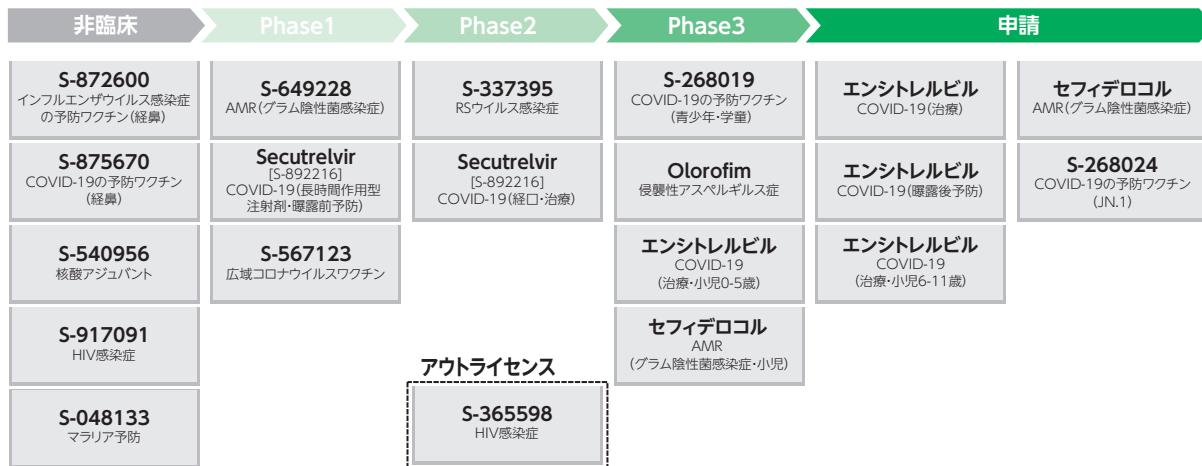 非臨床
Phase1
Phase2
Phase3
申請
S-872600
インフルエンザウイルス感染症
の予防ワクチン(経鼻)
S-875670
COVID-19の予防ワクチン
(経鼻)
S-540956
核酸アジュバント
S-917091
HIV感染症
S-048133
マラリア予防
S-649228
AMR(グラム陰性菌感染症)
Secutrelvir
[S-892216]
COVID-19(長時間作用型
注射剤・曝露前予防)
S-567123
広域コロナウイルスワクチン
S-337395
RSウイルス感染症
Secutrelvir
[S-892216]
COVID-19(経口・治療)
アウトライセンス
S-365598
HIV感染症
S-268019
COVID-19の予防ワクチン
(青少年・学童)
Olorofim
侵襲性アスペルギルス症
エンシトレルビル
COVID-19
(治療・小児0-5歳)
セフィデロコル
AMR
(グラム陰性菌感染症・小児)
エンシトレルビル
COVID-19(治療)
エンシトレルビル
COVID-19(曝露後予防)
エンシトレルビル
COVID-19
(治療・小児6-11歳)
セフィデロコル
AMR(グラム陰性菌感染症)
S-268024
COVID-19の予防ワクチン
(JN.1)